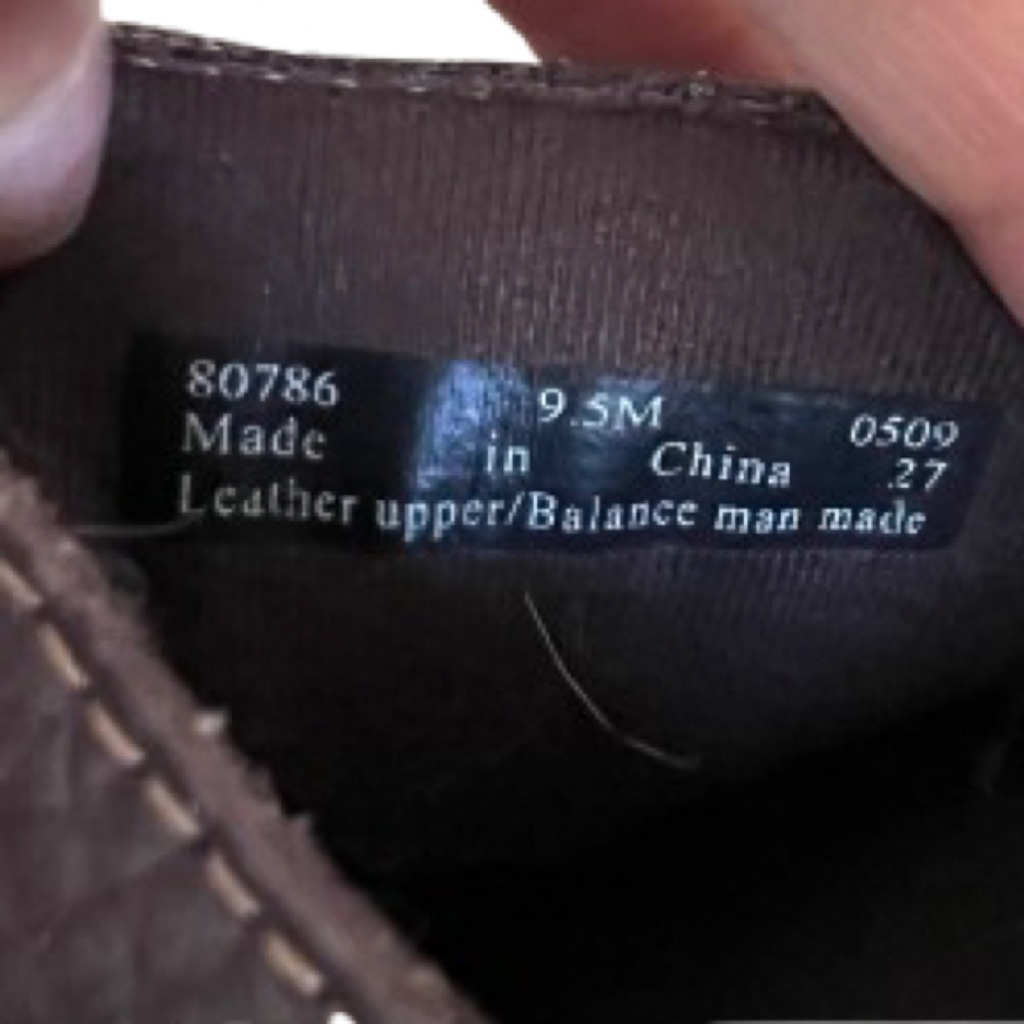 80786 9.5M 0509
Made in China 27
Leather upper/Balance man made